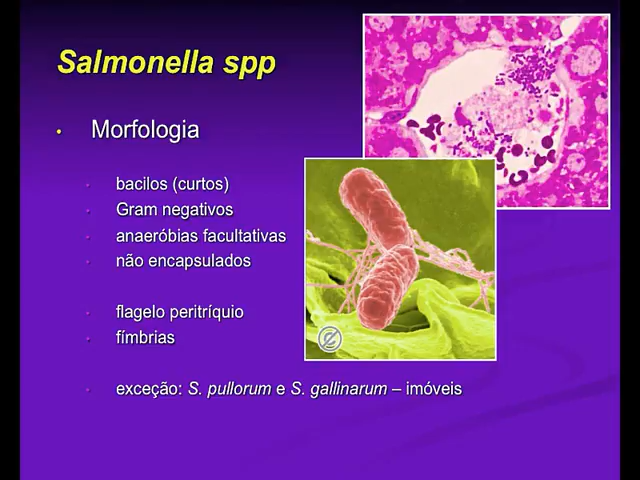 Salmonella spp
Morfologia
bacilos (curtos)
Gram negativos
anaeróbias facultativas
não encapsulados
flagelo peritríquio
fímbrias
exceção: S. pullorum e S. gallinarum – imóveis